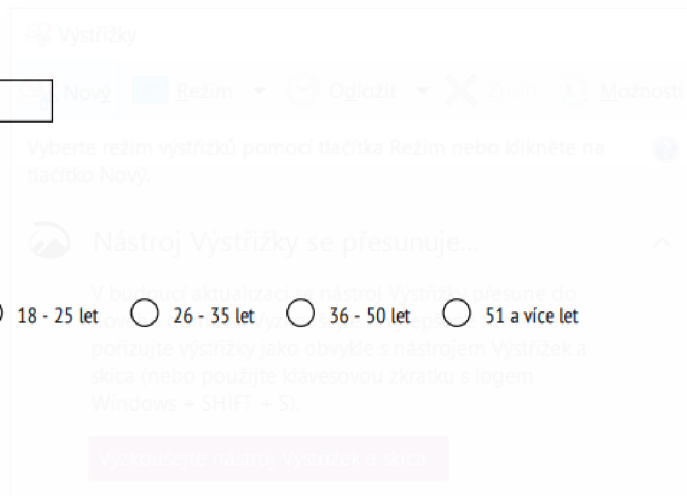 Výstřižky
Nový Režim Odložit Zrušit Možnosti
Vyberte režim výstřižků pomocí tlačítka Režim nebo klikněte na
tlačítko Nový.
Nástroj Výstřižky se přesunuje...
V budoucí aktualizaci se nástroj Výstřižky přesune do
18 - 25 let 26 - 35 let 36 - 50 let 51 a více let
pořizujte výstřižky jako obvykle s nástrojem Výstřižek a
skica (nebo použijte klávesovou zkratku s logem
Windows + SHIFT + S).
Vyzkoušejte nástroj Výstřižek a skica